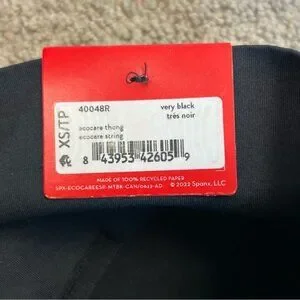 XS/TP
40048R
very black
très noir
ecocare thong
ecocare string
8 43953 42605 9
MADE OF 100% RECYCLED PAPER
© 2022 Spanx, LLC